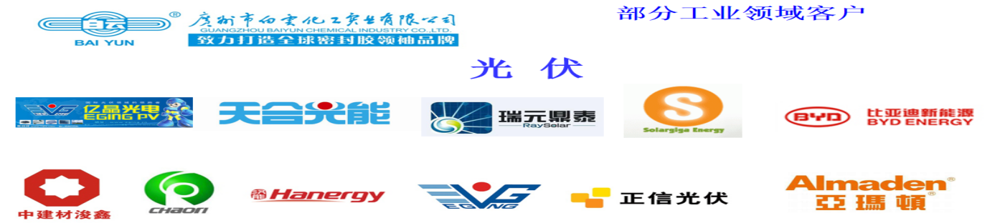 BAI YUN
®
广州市白云化工实业有限公司
GUANGZHOU BAIYUN CHEMICAL INDUSTRY CO.,LTD.
致力打造全球密封胶领袖品牌
部分工业领域客户
光 伏
亿晶光电
EGING PV
天合光能
瑞元鼎泰
RaySolar
S
Solargiga Energy
BYD
比亚迪新能源
BYD ENERGY
中建材浚鑫
CHAORI
Hanergy
EGING
正信光伏
Almaden®
亞瑪頓®